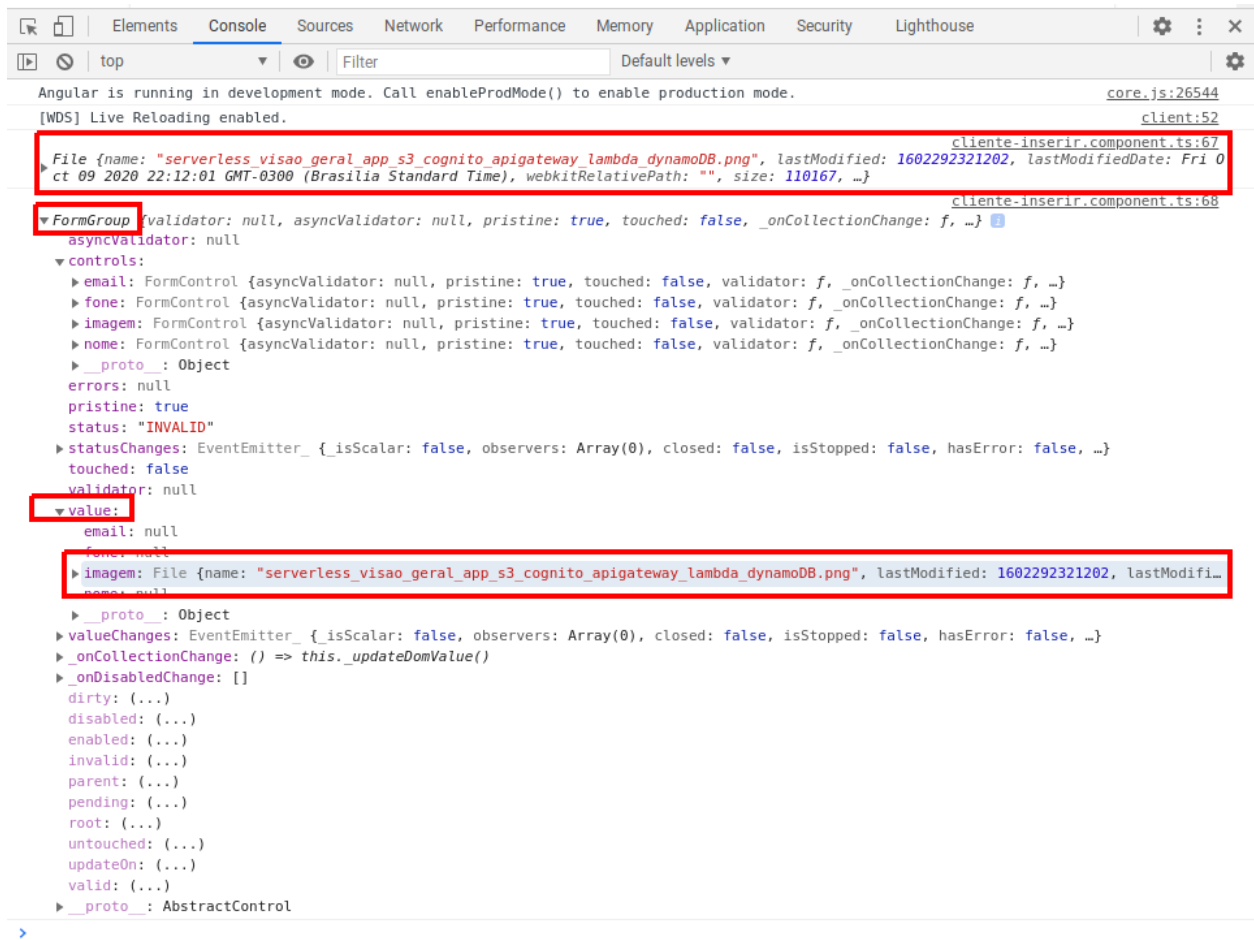 Elements Console Sources Network Performance Memory Application Security Lighthouse
top Filter Default levels
Angular is running in development mode. Call enableProdMode() to enable production mode. core.js:26544
[WDS] Live Reloading enabled. client:52
cliente-inserir.component.ts:67
File {name: "serverless_visao_geral_app_s3_cognito_apigateway_lambda_dynamoDB.png", lastModified: 1602292321202, lastModifiedDate: Fri O
ct 09 2020 22:12:01 GMT-0300 (Brasilia Standard Time), webkitRelativePath: "", size: 110167, …}
cliente-inserir.component.ts:68
FormGroup {validator: null, asyncValidator: null, pristine: true, touched: false, _onCollectionChange: ƒ, …} i
asyncValidator: null
controls:
email: FormControl {asyncValidator: null, pristine: true, touched: false, validator: ƒ, _onCollectionChange: ƒ, …}
fone: FormControl {asyncValidator: null, pristine: true, touched: false, validator: ƒ, _onCollectionChange: ƒ, …}
imagem: FormControl {asyncValidator: null, pristine: true, touched: false, validator: ƒ, _onCollectionChange: ƒ, …}
nome: FormControl {asyncValidator: null, pristine: true, touched: false, validator: ƒ, _onCollectionChange: ƒ, …}
__proto__: Object
errors: null
pristine: true
status: "INVALID"
statusChanges: EventEmitter_ {_isScalar: false, observers: Array(0), closed: false, isStopped: false, hasError: false, …}
touched: false
validator: null
value:
email: null
fone: null
imagem: File {name: "serverless_visao_geral_app_s3_cognito_apigateway_lambda_dynamoDB.png", lastModified: 1602292321202, lastModifi…
nome: null
__proto__: Object
valueChanges: EventEmitter_ {_isScalar: false, observers: Array(0), closed: false, isStopped: false, hasError: false, …}
_onCollectionChange: () => this._updateDomValue()
_onDisabledChange: []
dirty: (...)
disabled: (...)
enabled: (...)
invalid: (...)
parent: (...)
pending: (...)
root: (...)
untouched: (...)
updateOn: (...)
valid: (...)
__proto__: AbstractControl